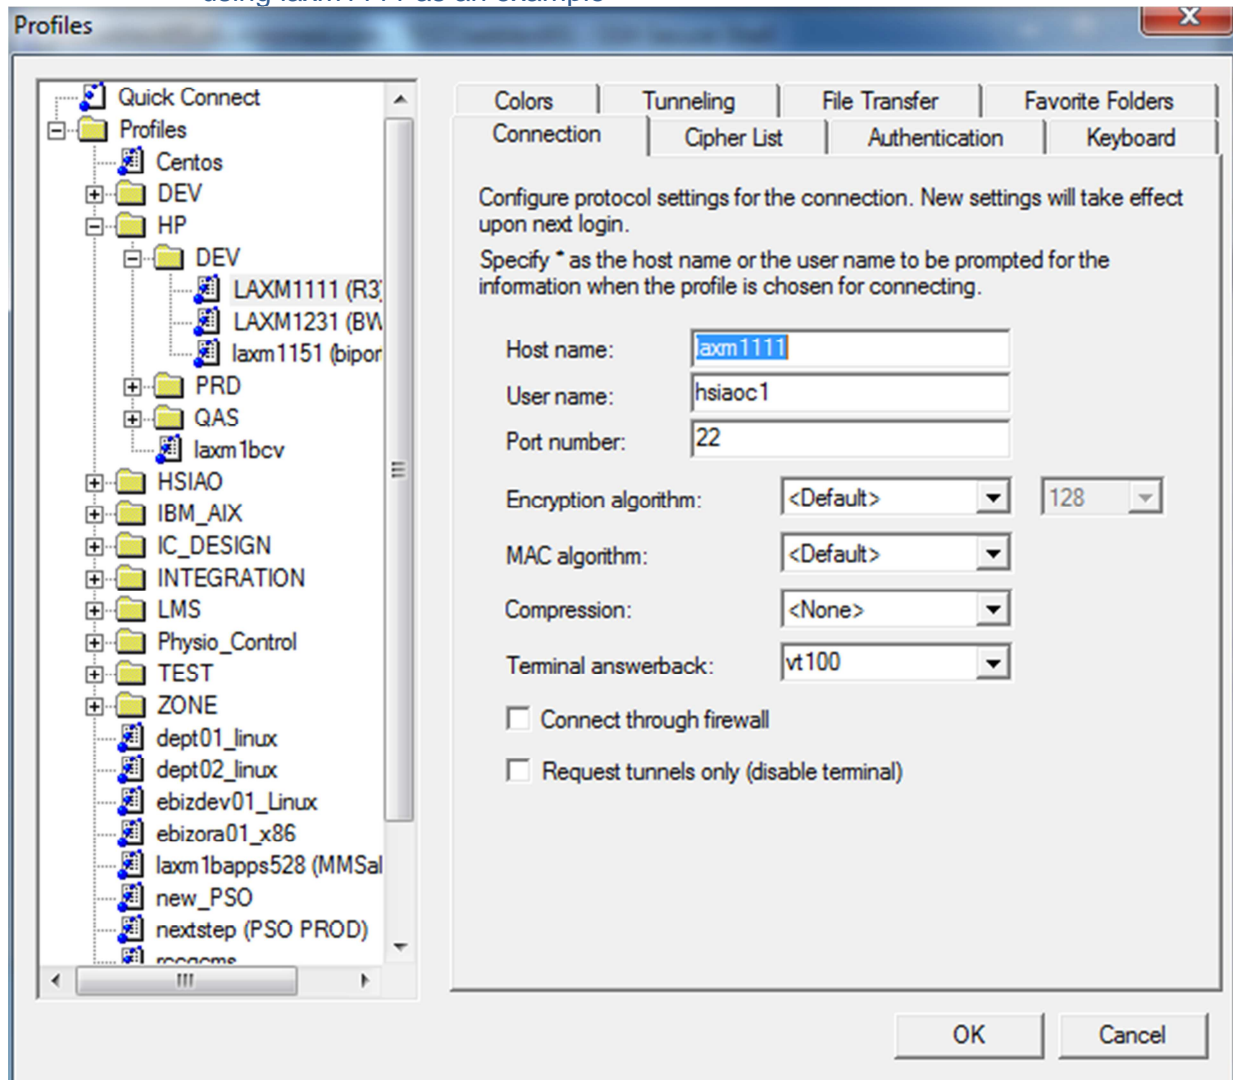 using laxm1111 as an example
Profiles
Quick Connect
Profiles
Centos
DEV
HP
DEV
LAXM1111 (R3)
LAXM1231 (BW
laxm1151 (bipor
PRD
QAS
laxm1bcv
HSIAO
IBM_AIX
IC_DESIGN
INTEGRATION
LMS
Physio_Control
TEST
ZONE
dept01_linux
dept02_linux
ebizdev01_Linux
ebizora01_x86
laxm1bapps528 (MMSal
new_PSO
nextstep (PSO PROD)
Colors Tunneling File Transfer Favorite Folders
Connection Cipher List Authentication Keyboard
Configure protocol settings for the connection. New settings will take effect
upon next login.
Specify * as the host name or the user name to be prompted for the
information when the profile is chosen for connecting.
Host name: laxm1111
User name: hsiaoc1
Port number: 22
Encryption algorithm: <Default> 128
MAC algorithm: <Default>
Compression: <None>
Terminal answerback: vt100
Connect through firewall
Request tunnels only (disable terminal)
OK Cancel